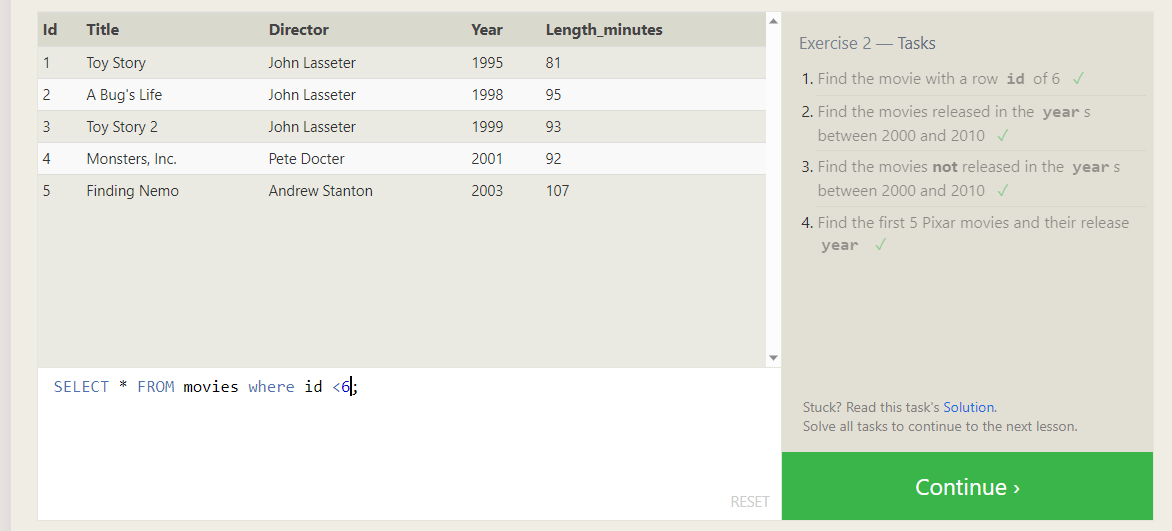 Id Title Director Year Length_minutes
1 Toy Story John Lasseter 1995 81
2 A Bug's Life John Lasseter 1998 95
3 Toy Story 2 John Lasseter 1999 93
4 Monsters, Inc. Pete Docter 2001 92
5 Finding Nemo Andrew Stanton 2003 107
SELECT * FROM movies where id <6;
RESET
Exercise 2 — Tasks
1. Find the movie with a row id of 6 ✓
2. Find the movies released in the year s
between 2000 and 2010 ✓
3. Find the movies not released in the year s
between 2000 and 2010 ✓
4. Find the first 5 Pixar movies and their release
year ✓
Stuck? Read this task's Solution.
Solve all tasks to continue to the next lesson.
Continue ›